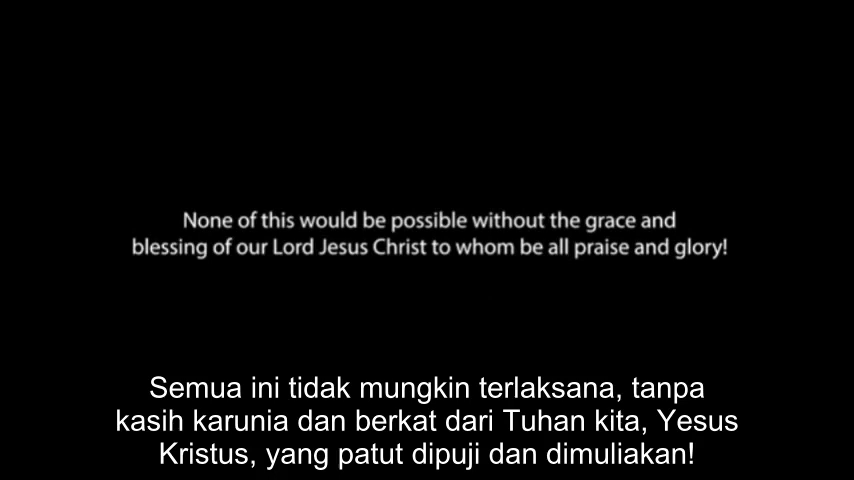 None of this would be possible without the grace and
blessing of our Lord Jesus Christ to whom be all praise and glory!
Semua ini tidak mungkin terlaksana, tanpa
kasih karunia dan berkat dari Tuhan kita, Yesus
Kristus, yang patut dipuji dan dimuliakan!